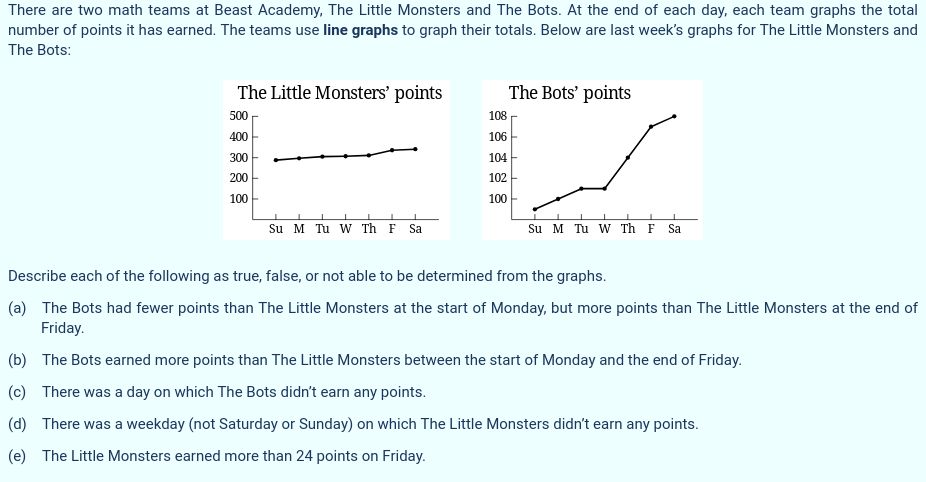 There are two math teams at Beast Academy, The Little Monsters and The Bots. At the end of each day, each team graphs the total
number of points it has earned. The teams use line graphs to graph their totals. Below are last week’s graphs for The Little Monsters and
The Bots:
The Little Monsters’ points
500
400
300
200
100
Su M Tu W Th F Sa
The Bots’ points
108
106
104
102
100
Su M Tu W Th F Sa
Describe each of the following as true, false, or not able to be determined from the graphs.
(a) The Bots had fewer points than The Little Monsters at the start of Monday, but more points than The Little Monsters at the end of
Friday.
(b) The Bots earned more points than The Little Monsters between the start of Monday and the end of Friday.
(c) There was a day on which The Bots didn’t earn any points.
(d) There was a weekday (not Saturday or Sunday) on which The Little Monsters didn’t earn any points.
(e) The Little Monsters earned more than 24 points on Friday.